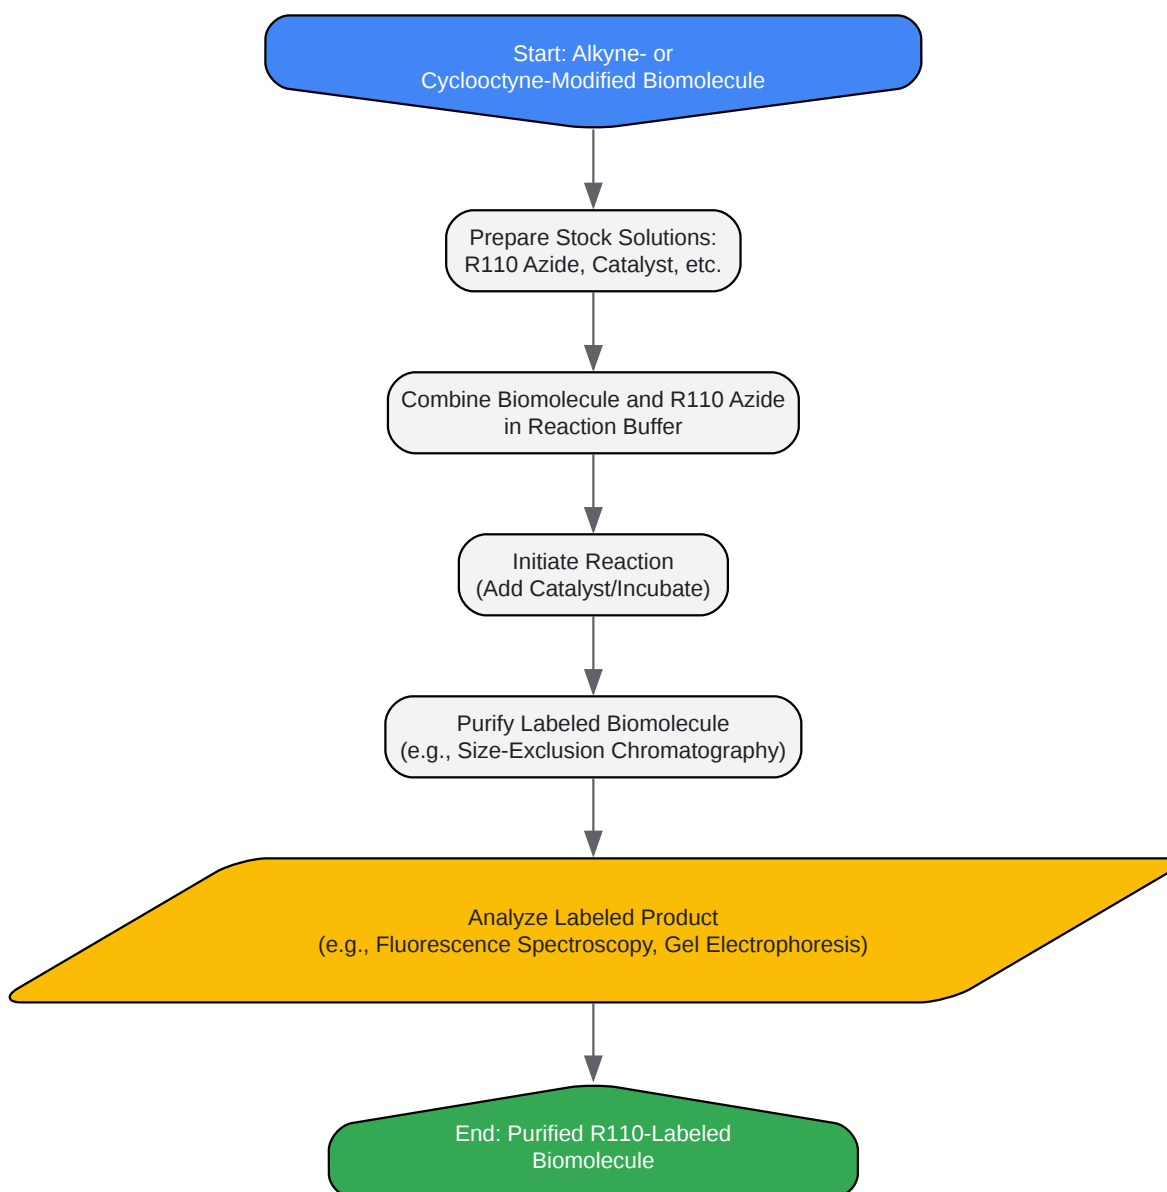 Start: Alkyne- or
Cyclooctyne-Modified Biomolecule
Prepare Stock Solutions:
R110 Azide, Catalyst, etc.
Combine Biomolecule and R110 Azide
in Reaction Buffer
Initiate Reaction
(Add Catalyst/Incubate)
Purify Labeled Biomolecule
(e.g., Size-Exclusion Chromatography)
Analyze Labeled Product
(e.g., Fluorescence Spectroscopy, Gel Electrophoresis)
End: Purified R110-Labeled
Biomolecule